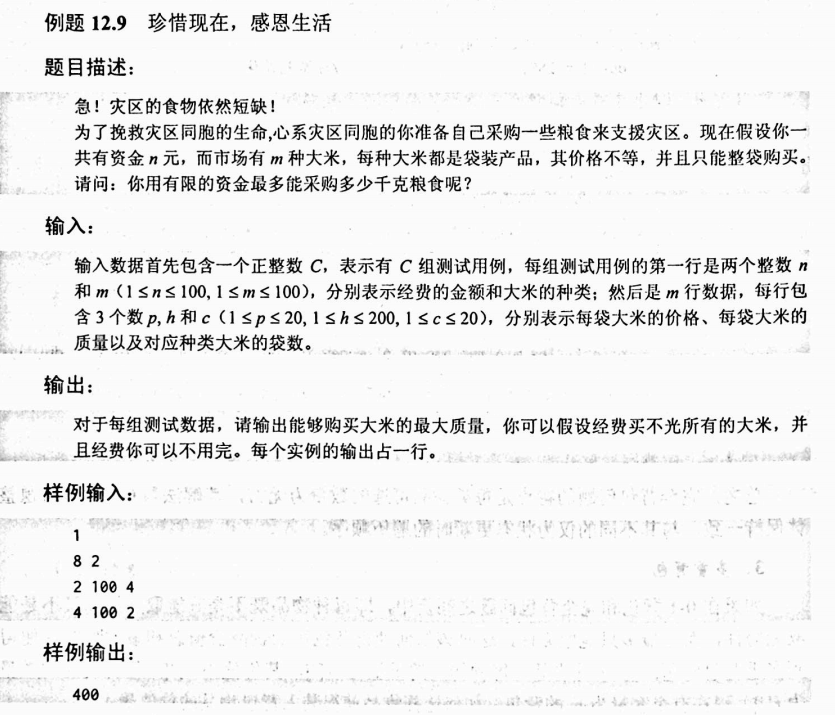 例题 12.9 珍惜现在，感恩生活
题目描述：
急！灾区的食物依然短缺！
为了挽救灾区同胞的生命,心系灾区同胞的你准备自己采购一些粮食来支援灾区。现在假设你一
共有资金 n 元，而市场有 m 种大米，每种大米都是袋装产品，其价格不等，并且只能整袋购买。
请问：你用有限的资金最多能采购多少千克粮食呢？
输入：
输入数据首先包含一个正整数 C，表示有 C 组测试用例，每组测试用例的第一行是两个整数 n
和 m（1≤n≤100, 1≤m≤100），分别表示经费的金额和大米的种类；然后是 m 行数据，每行包
含 3 个数 p, h 和 c（1≤p≤20, 1≤h≤200, 1≤c≤20），分别表示每袋大米的价格、每袋大米的
质量以及对应种类大米的袋数。
输出：
对于每组测试数据，请输出能够购买大米的最大质量，你可以假设经费买不光所有的大米，并
且经费你可以不用完。每个实例的输出占一行。
样例输入：
1
8 2
2 100 4
4 100 2
样例输出：
400